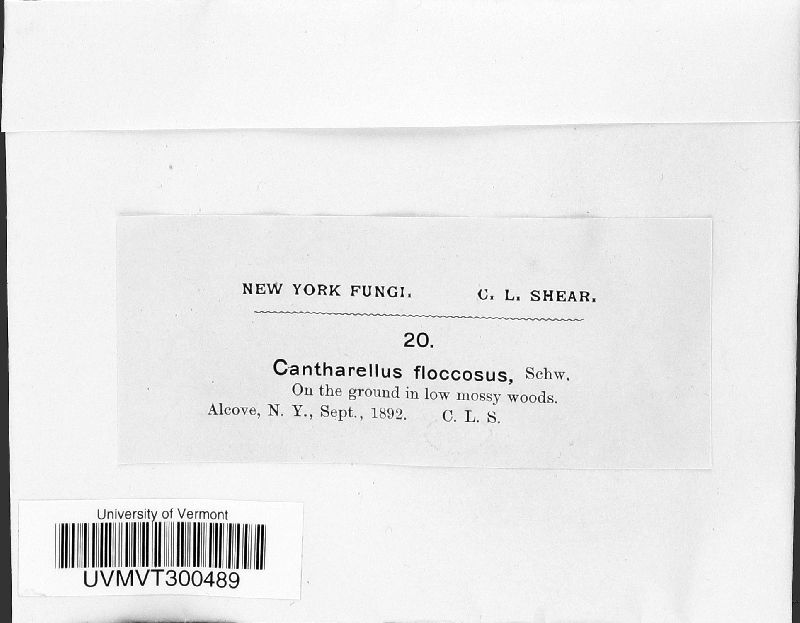 NEW YORK FUNGI. C. L. SHEAR.
20.
Cantharellus floccosus, Schw.
On the ground in low mossy woods.
Alcove, N. Y., Sept., 1892. C. L. S.
University of Vermont
UVMVT300489